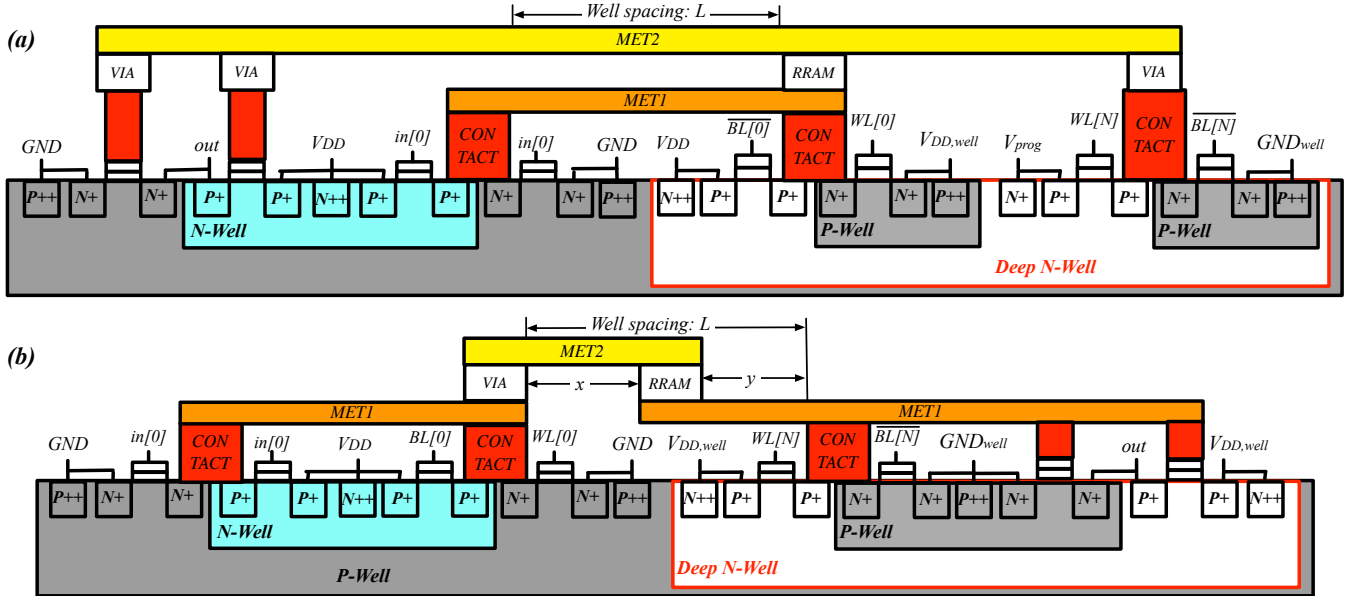 Well spacing: L
(a)
MET2
VIA
VIA
RRAM
VIA
MET1
GND
out
VDD
in[0]
CON
TACT
in[0]
GND
VDD
BL[0]
CON
TACT
WL[0]
VDD,well
Vprog
WL[N]
CON
TACT
BL[N]
GNDwell
P++
N+
N+
P+
P+
N++
P+
P+
N+
N+
P++
N++
P+
P+
N+
N+
P++
N+
P+
P+
N+
N+
P++
N-Well
P-Well
P-Well
Deep N-Well
(b)
Well spacing: L
MET2
VIA
x
RRAM
y
MET1
MET1
GND
in[0]
CON
TACT
in[0]
VDD
BL[0]
CON
TACT
WL[0]
GND
VDD,well
WL[N]
CON
TACT
BL[N]
GNDwell
out
VDD,well
P++
N+
N+
P+
P+
N++
P+
P+
N+
N+
P++
N++
P+
P+
N+
N+
P++
N+
N+
P+
P+
N++
N-Well
P-Well
P-Well
Deep N-Well